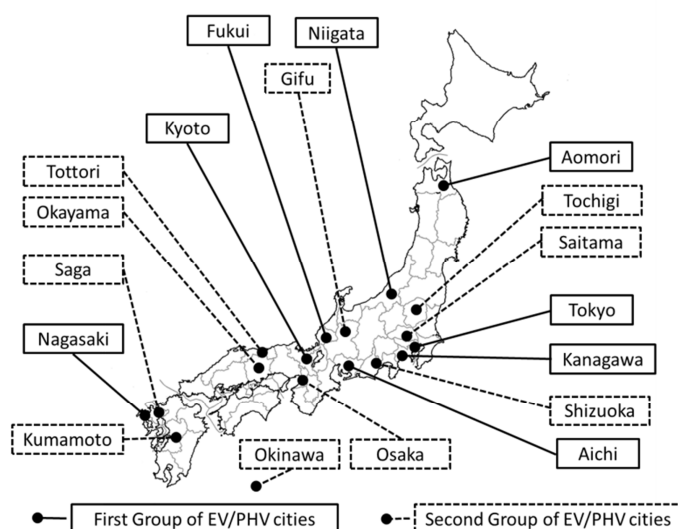 Fukui
Niigata
Gifu
Kyoto
Aomori
Tottori
Tochigi
Okayama
Saitama
Saga
Tokyo
Nagasaki
Kanagawa
Shizuoka
Kumamoto
Okinawa
Osaka
Aichi
First Group of EV/PHV cities
Second Group of EV/PHV cities